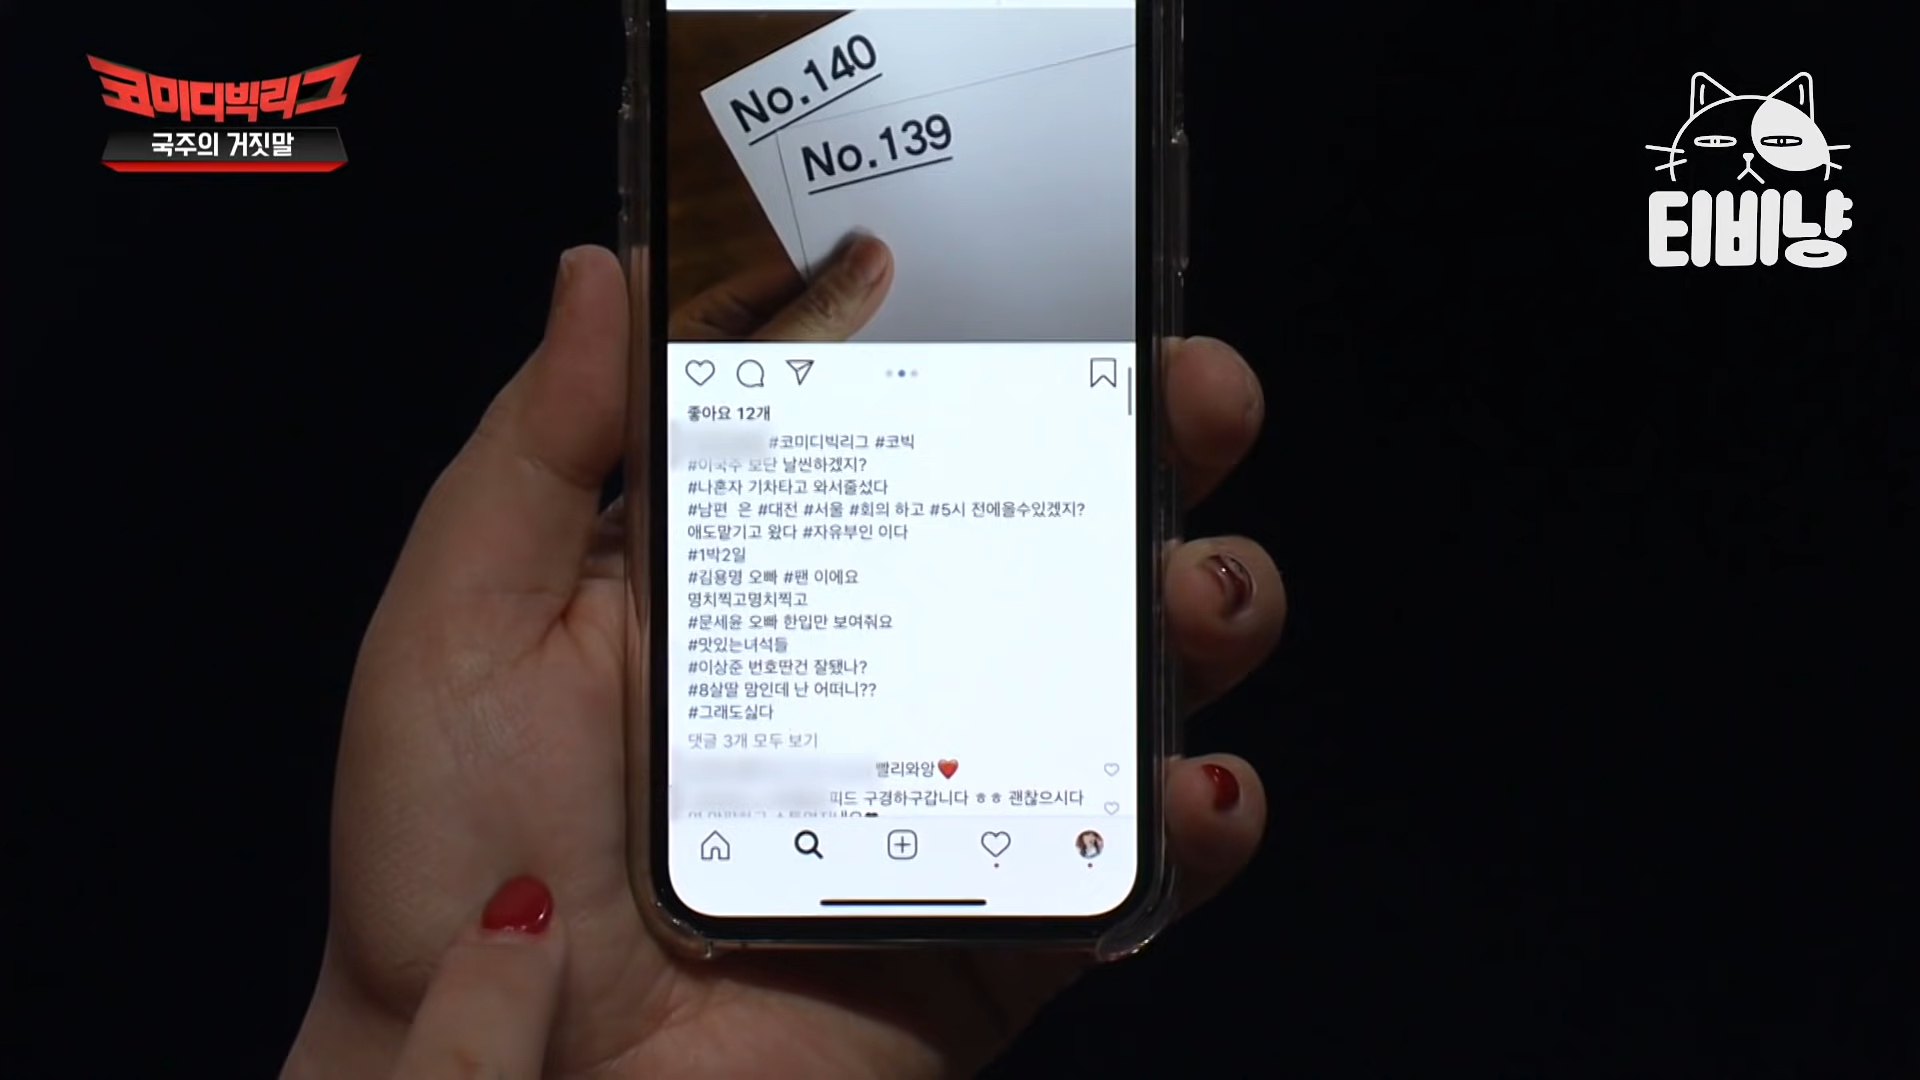 코미디빅리그
국주의 거짓말
티비냥
No.140
No.139
좋아요 12개
#코미디빅리그 #코빅
#이국주 보단 날씬하겠지?
#나혼자 기차타고 와서줄섰다
#남편 은 #대전 #서울 #회의 하고 #5시 전에올수있겠지?
애도맡기고 왔다 #자유부인 이다
#1박2일
#김용명 오빠 #팬 이에요
명치찍고명치찍고
#문세윤 오빠 한입만 보여줘요
#맛있는녀석들
#이상준 번호딴건 잘됐나?
#8살딸 맘인데 난 어떠니??
#그래도싫다
댓글 3개 모두 보기
빨리와앙❤️
피드 구경하구갑니다 ㅎㅎ 괜찮으시다